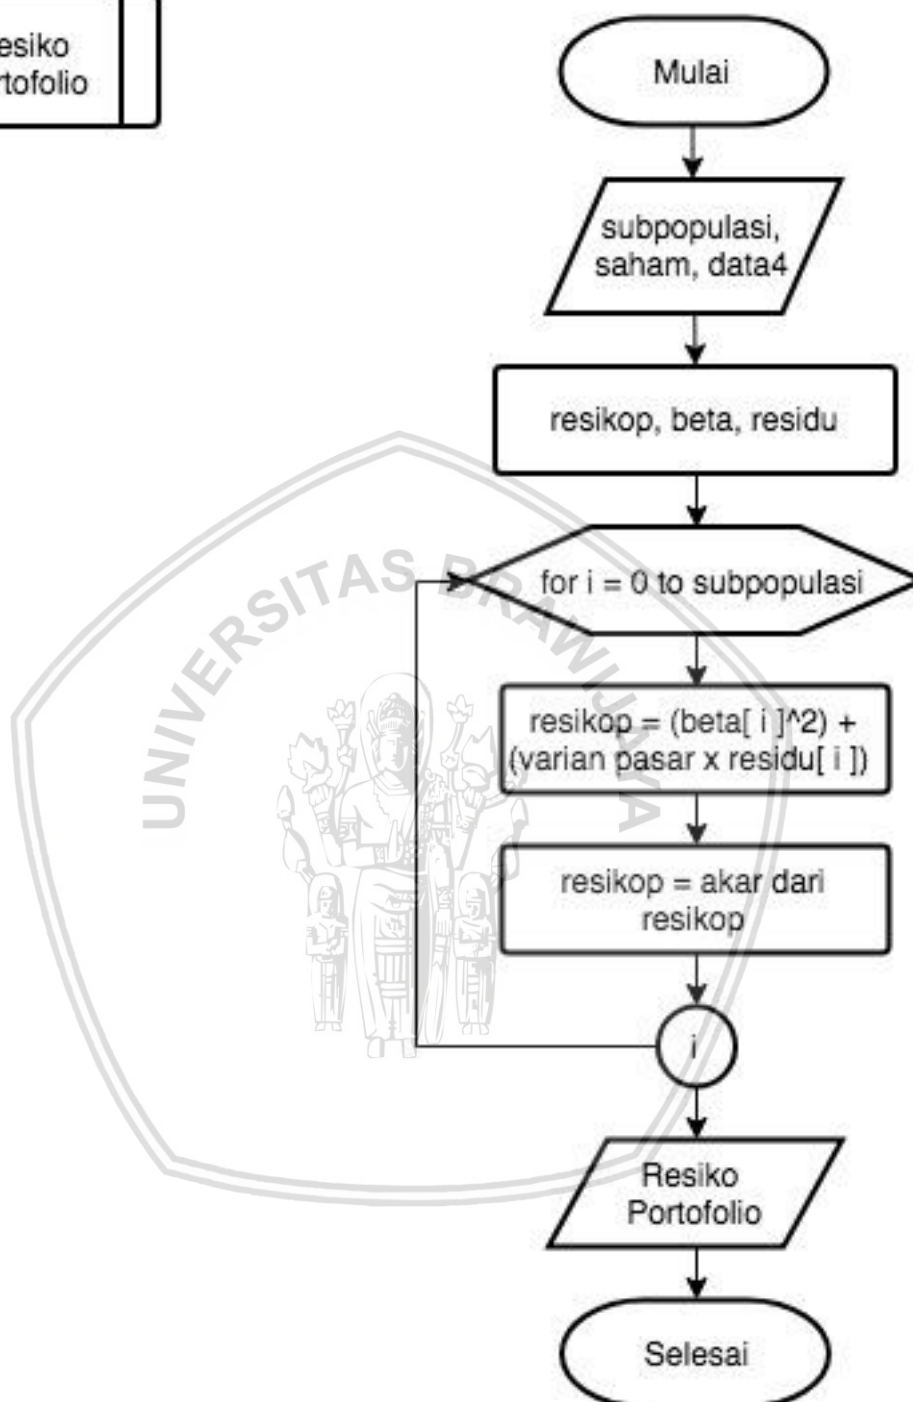 esiko
rtofolio
Mulai
subpopulasi,
saham, data4
resikop, beta, residu
UNIVERSITAS BRAWIJAYA
for i = 0 to subpopulasi
resikop = (beta[ i ]^2) +
(varian pasar x residu[ i ])
resikop = akar dari
resikop
i
Resiko
Portofolio
Selesai